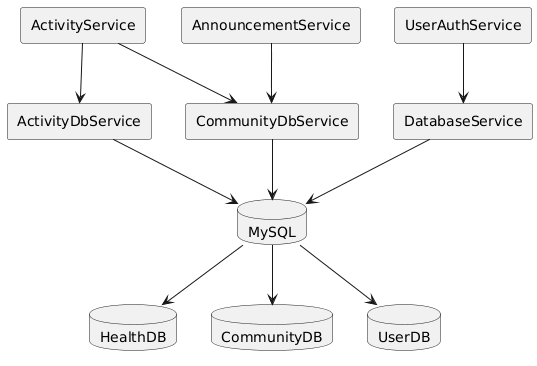 ActivityService
AnnouncementService
UserAuthService
ActivityDbService
CommunityDbService
DatabaseService
MySQL
HealthDB
CommunityDB
UserDB